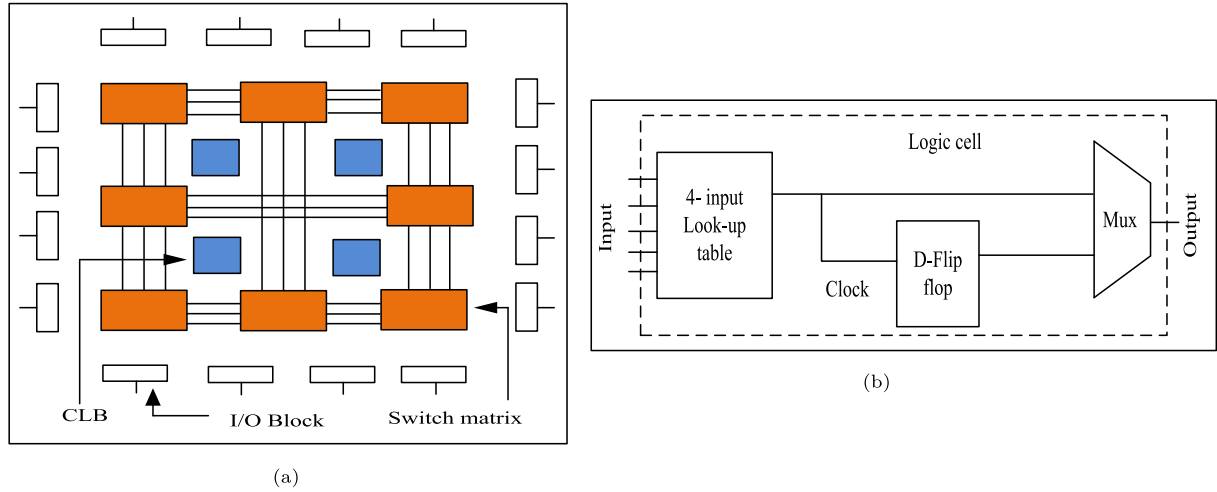 CLB
I/O Block
Switch matrix
(a)
Logic cell
Input
4- input
Look-up
table
Clock
D-Flip
flop
Mux
Output
(b)